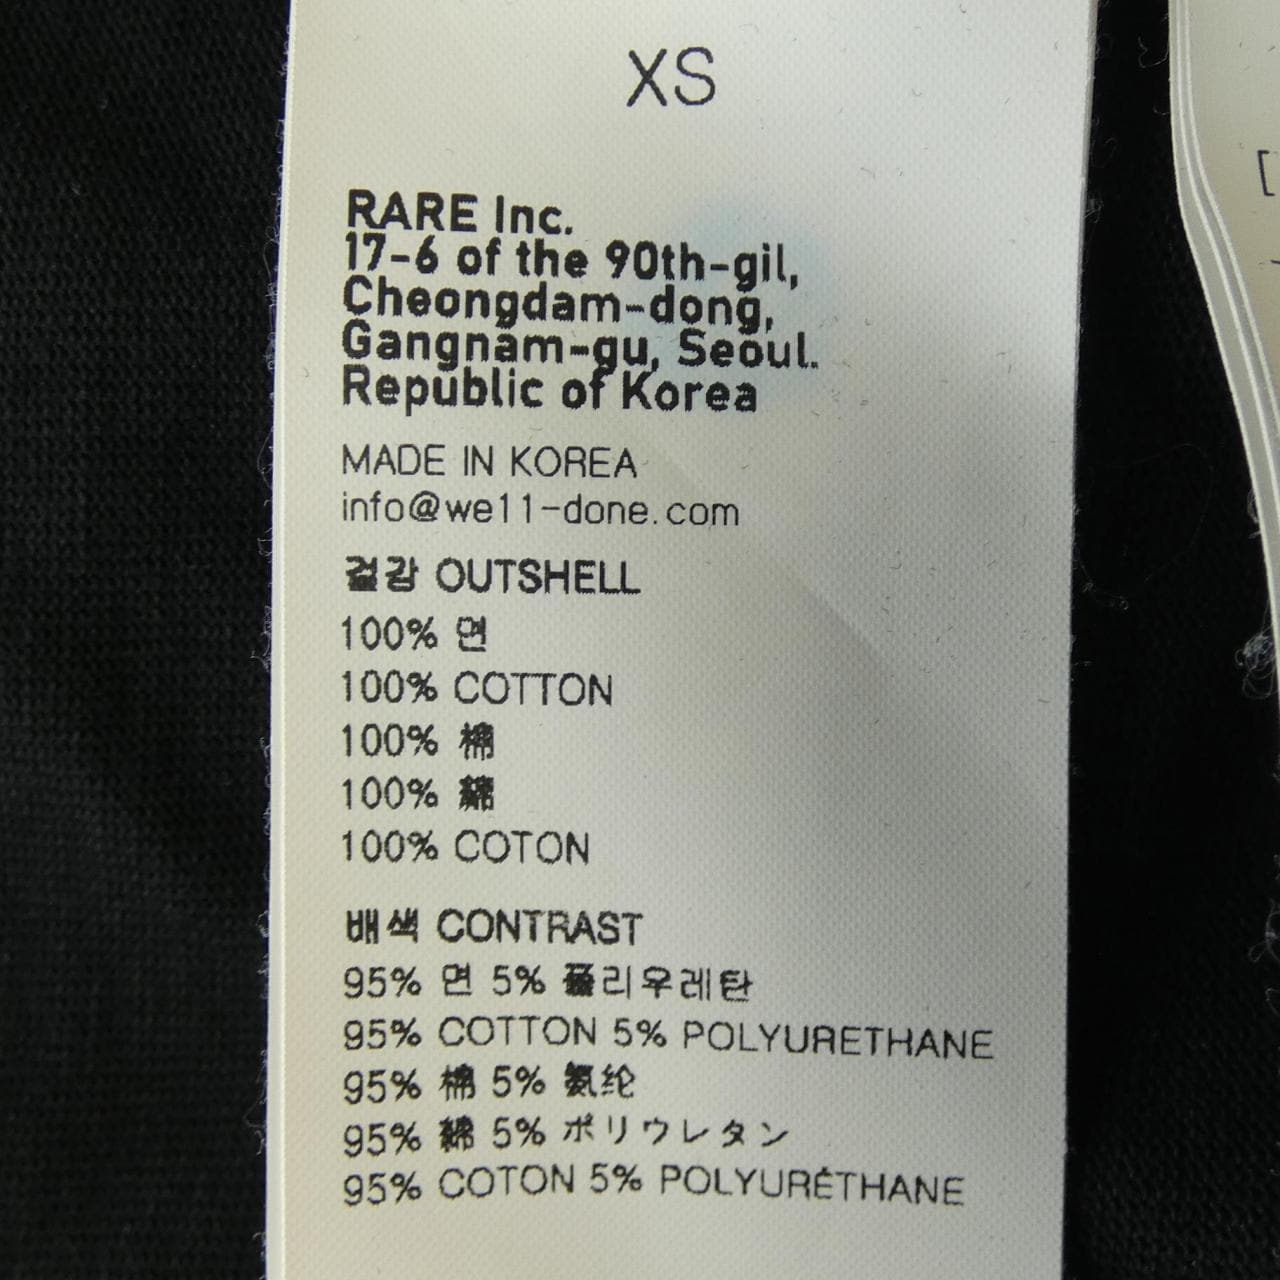 XS
RARE Inc.
17-6 of the 90th-gil,
Cheongdam-dong,
Gangnam-gu, Seoul.
Republic of Korea
MADE IN KOREA
info@we11-done.com
겉감 OUTSHELL
100% 면
100% COTTON
100% 棉
100% 綿
100% COTON
배색 CONTRAST
95% 면 5% 폴리우레탄
95% COTTON 5% POLYURETHANE
95% 棉 5% 氨纶
95% 綿 5% ポリウレタン
95% COTON 5% POLYURÉTHANE
[